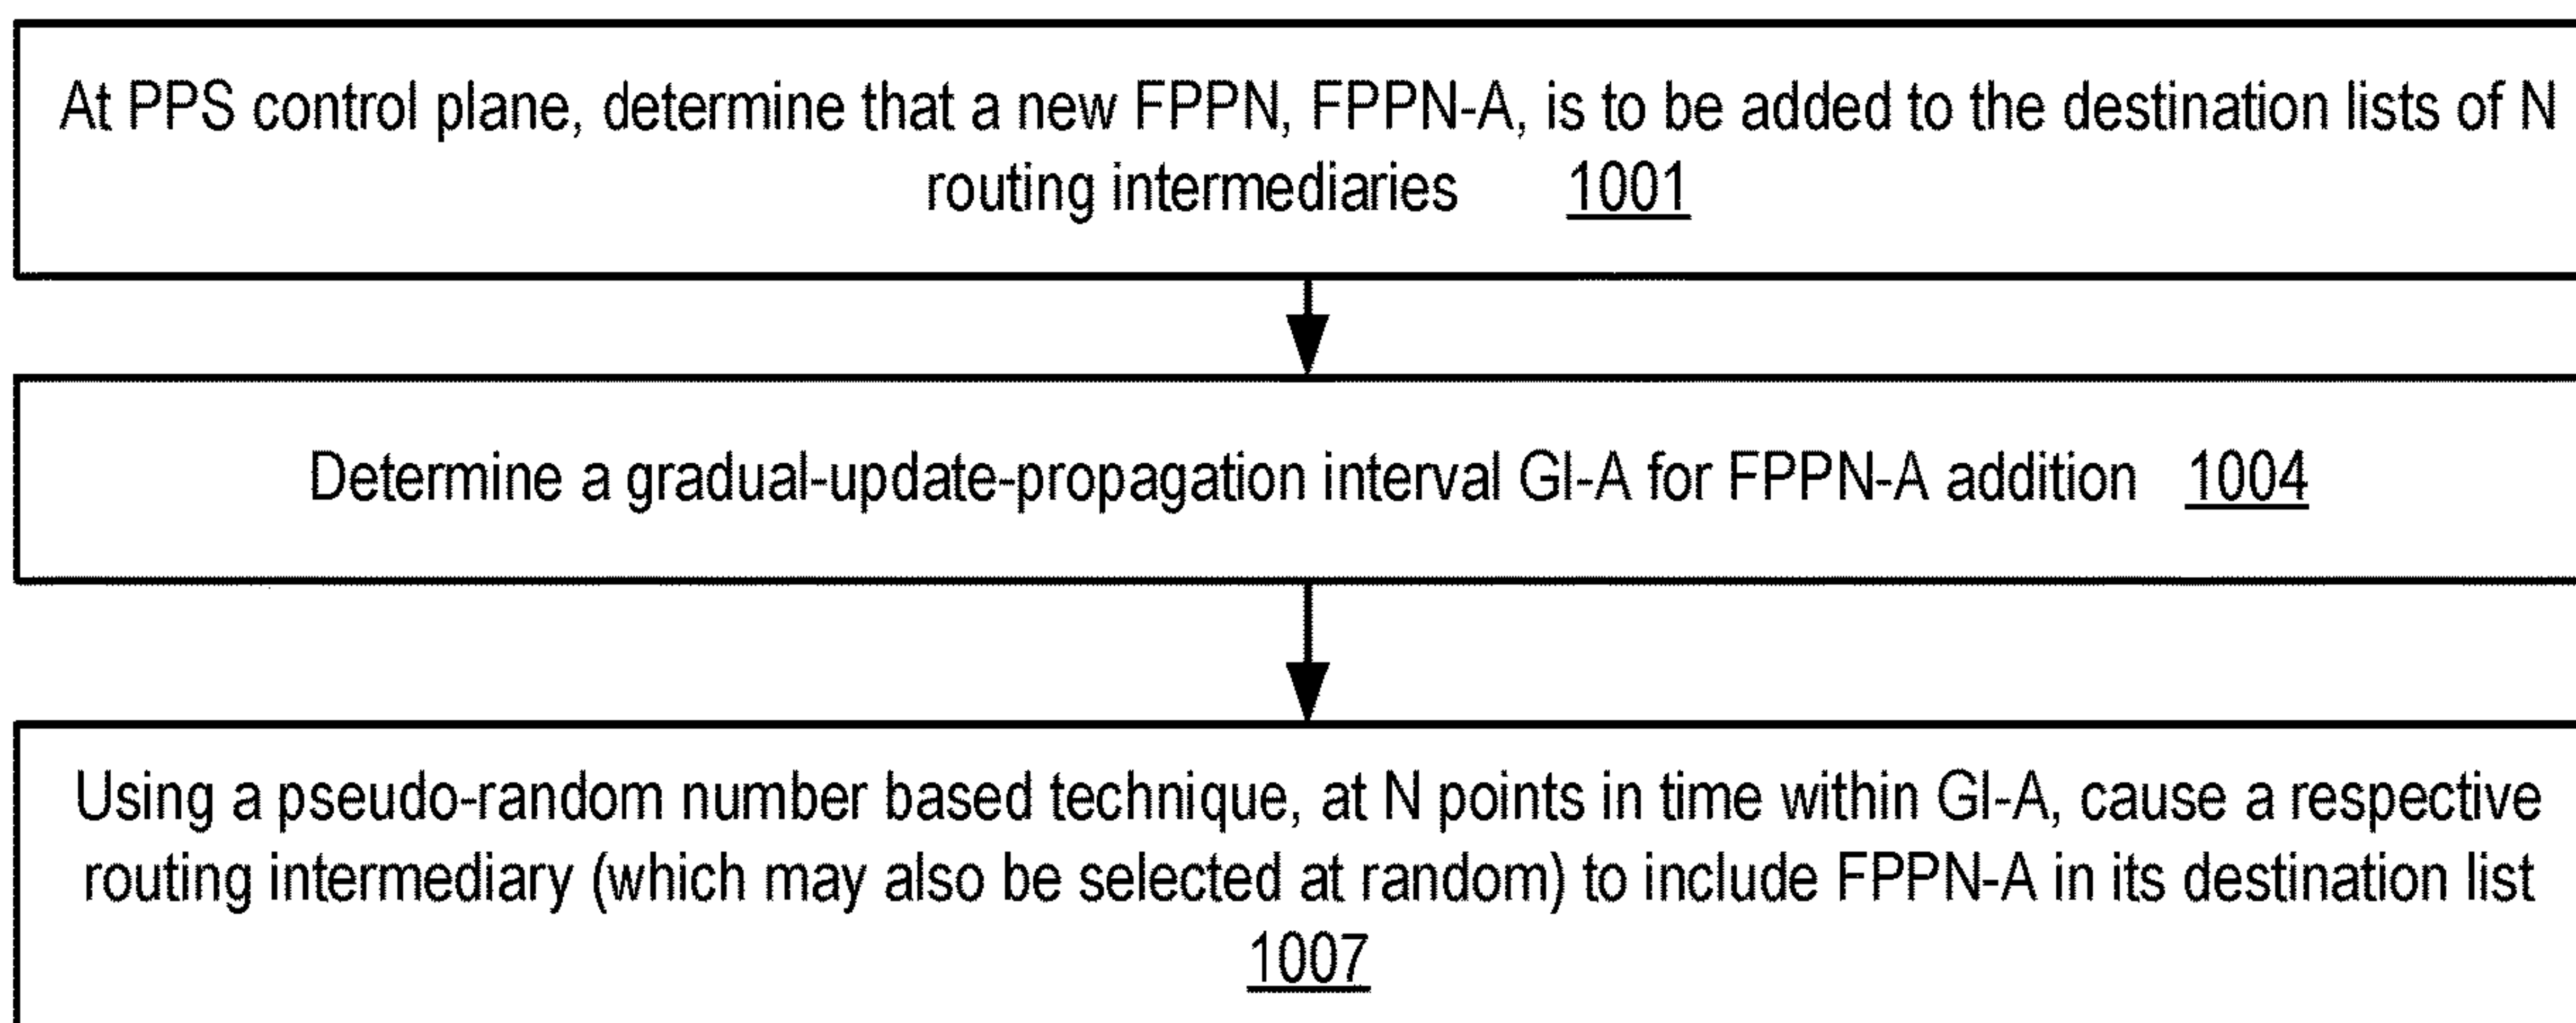 At PPS control plane, determine that a new FPPN, FPPN-A, is to be added to the destination lists of N
routing intermediaries 1001
Determine a gradual-update-propagation interval GI-A for FPPN-A addition 1004
Using a pseudo-random number based technique, at N points in time within GI-A, cause a respective
routing intermediary (which may also be selected at random) to include FPPN-A in its destination list
1007